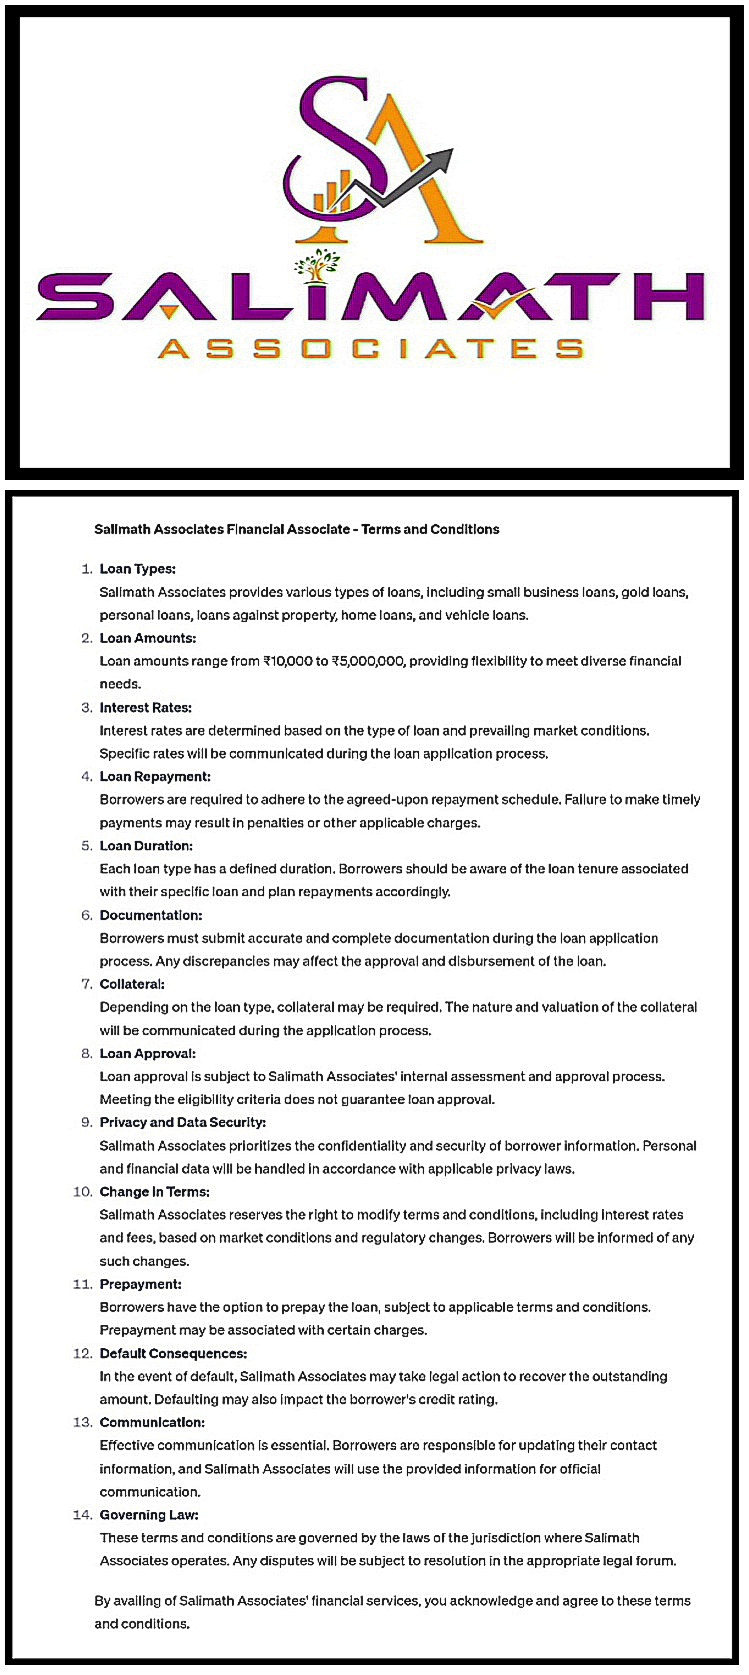 SA
SALIMATH
ASSOCIATES
Salimath Associates Financial Associate - Terms and Conditions
1. Loan Types:
Salimath Associates provides various types of loans, including small business loans, gold loans,
personal loans, loans against property, home loans, and vehicle loans.
2. Loan Amounts:
Loan amounts range from ₹10,000 to ₹5,000,000, providing flexibility to meet diverse financial
needs.
3. Interest Rates:
Interest rates are determined based on the type of loan and prevailing market conditions.
Specific rates will be communicated during the loan application process.
4. Loan Repayment:
Borrowers are required to adhere to the agreed-upon repayment schedule. Failure to make timely
payments may result in penalties or other applicable charges.
5. Loan Duration:
Each loan type has a defined duration. Borrowers should be aware of the loan tenure associated
with their specific loan and plan repayments accordingly.
6. Documentation:
Borrowers must submit accurate and complete documentation during the loan application
process. Any discrepancies may affect the approval and disbursement of the loan.
7. Collateral:
Depending on the loan type, collateral may be required. The nature and valuation of the collateral
will be communicated during the application process.
8. Loan Approval:
Loan approval is subject to Salimath Associates' internal assessment and approval process.
Meeting the eligibility criteria does not guarantee loan approval.
9. Privacy and Data Security:
Salimath Associates prioritizes the confidentiality and security of borrower information. Personal
and financial data will be handled in accordance with applicable privacy laws.
10. Change in Terms:
Salimath Associates reserves the right to modify terms and conditions, including interest rates
and fees, based on market conditions and regulatory changes. Borrowers will be informed of any
such changes.
11. Prepayment:
Borrowers have the option to prepay the loan, subject to applicable terms and conditions.
Prepayment may be associated with certain charges.
12. Default Consequences:
In the event of default, Salimath Associates may take legal action to recover the outstanding
amount. Defaulting may also impact the borrower's credit rating.
13. Communication:
Effective communication is essential. Borrowers are responsible for updating their contact
information, and Salimath Associates will use the provided information for official
communication.
14. Governing Law:
These terms and conditions are governed by the laws of the jurisdiction where Salimath
Associates operates. Any disputes will be subject to resolution in the appropriate legal forum.
By availing of Salimath Associates' financial services, you acknowledge and agree to these terms
and conditions.